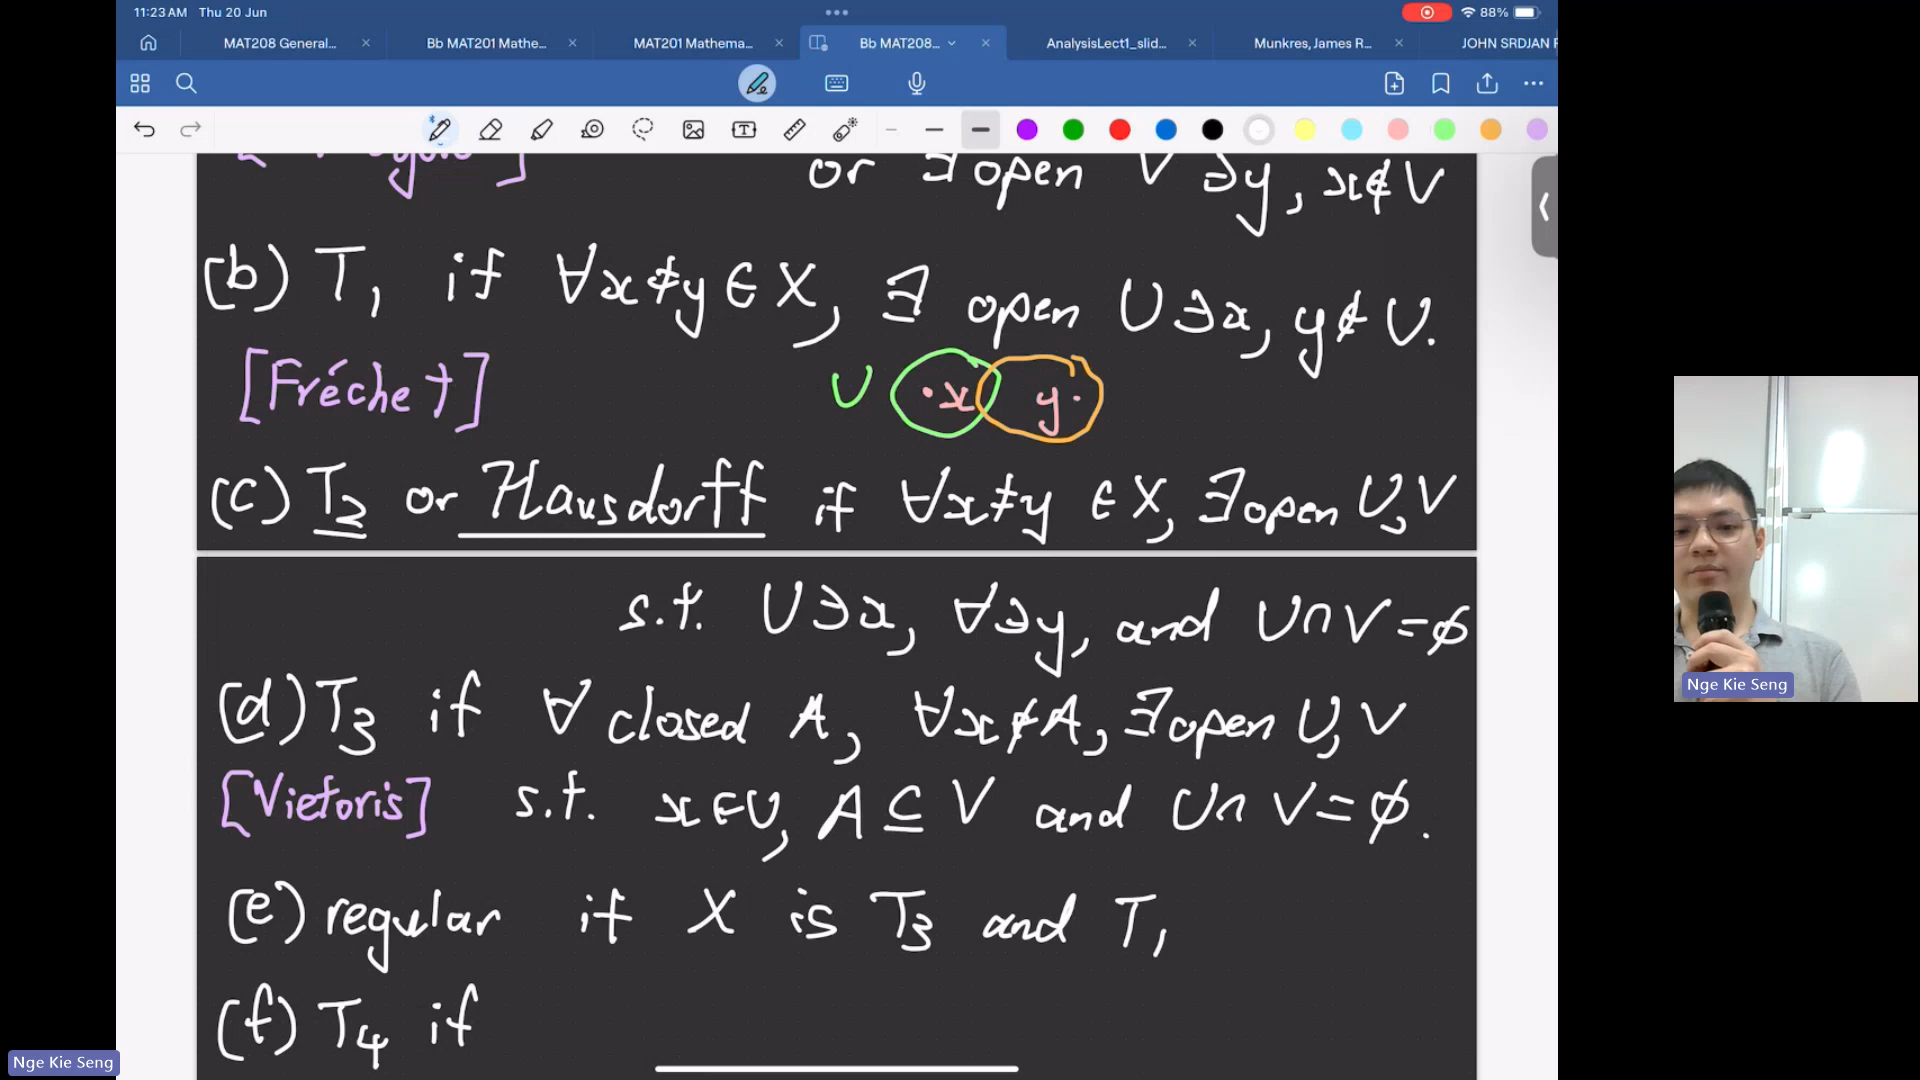 11:23 AM Thu 20 Jun
88%
MAT208 General...
Bb MAT201 Mathe...
MAT201 Mathema...
Bb MAT208...
AnalysisLect1_slid...
Munkres, James R...
JOHN SRDJAN P
or ∃ open V ∋ y, x ∉ V
(b) T₁ if ∀x ≠ y ∈ X, ∃ open U ∋ x, y ∉ U.
[Fréchet]
U ·x y·
(c) T₂ or Hausdorff if ∀x ≠ y ∈ X, ∃ open U, V
s.t. U ∋ x, ∀ ∋ y, and U ∩ V = ∅
(d) T₃ if ∀ closed A, ∀x ∉ A, ∃ open U, V
[Vietoris] s.t. x ∈ U, A ⊆ V and U ∩ V = ∅.
(e) regular if X is T₃ and T₁
(f) T₄ if
Nge Kie Seng
Nge Kie Seng